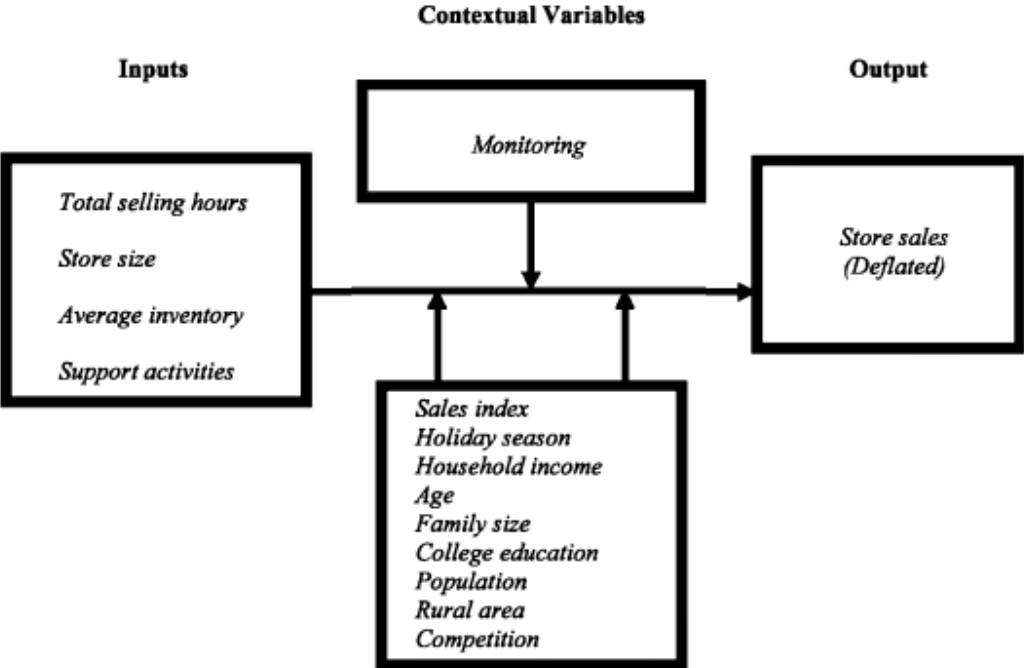 Contextual Variables
Inputs
Output
Monitoring
Total selling hours
Store size
Average inventory
Support activities
Store sales
(Deflated)
Sales index
Holiday season
Household income
Age
Family size
College education
Population
Rural area
Competition